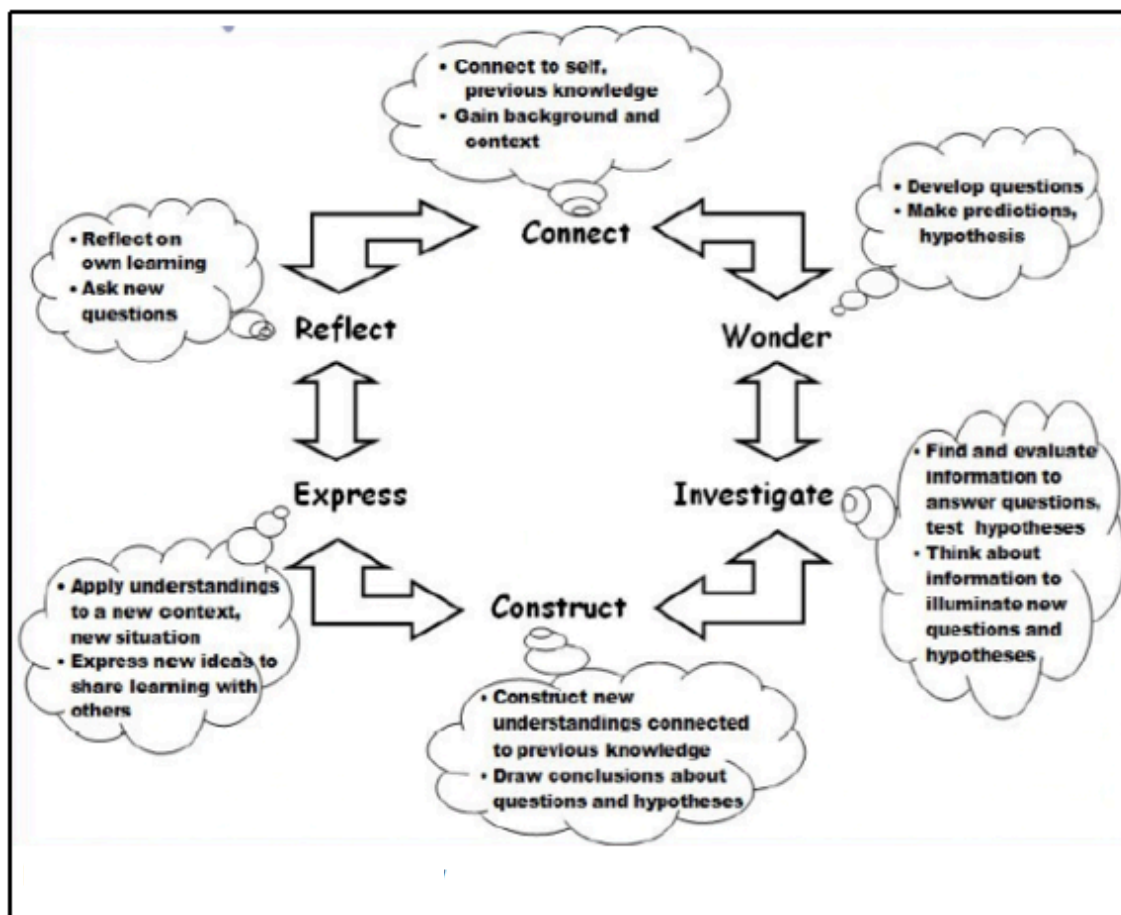 • Connect to self,
previous knowledge
• Gain background and
context
Connect
• Develop questions
• Make predictions,
hypothesis
Wonder
• Find and evaluate
information to
answer questions,
test hypotheses
• Think about
information to
illuminate new
questions and
hypotheses
Investigate
Construct
• Construct new
understandings connected
to previous knowledge
• Draw conclusions about
questions and hypotheses
Express
• Apply understandings
to a new context,
new situation
• Express new ideas to
share learning with
others
Reflect
• Reflect on
own learning
• Ask new
questions